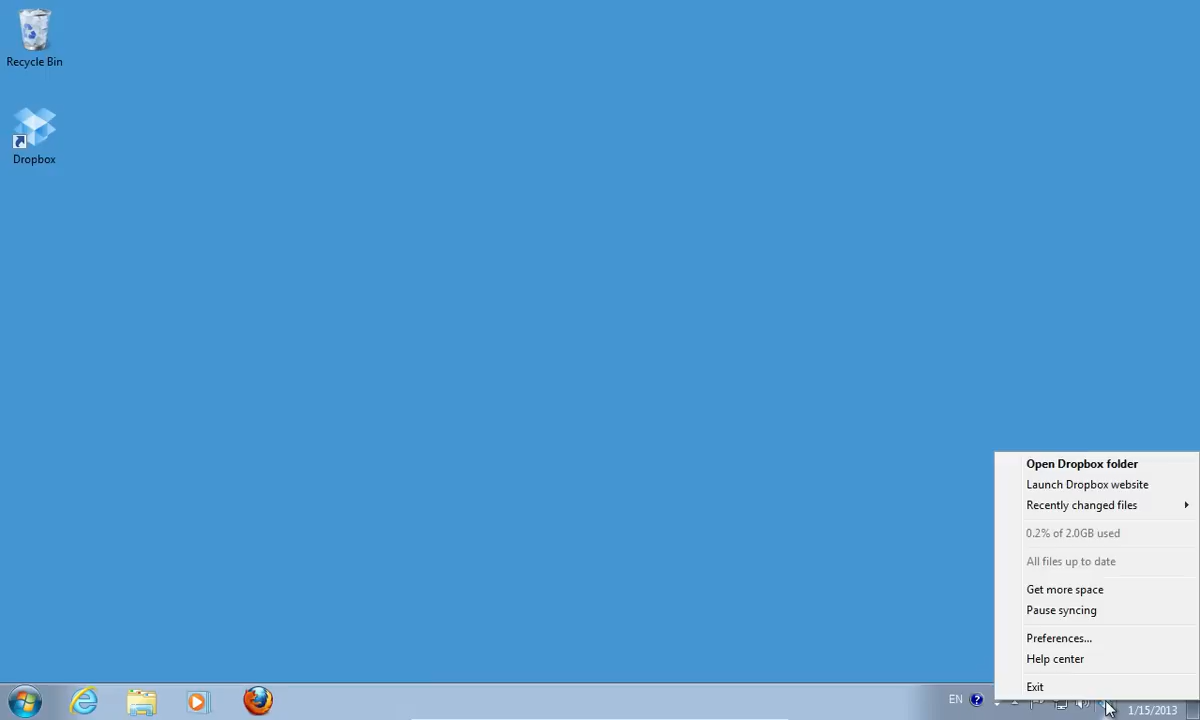 Recycle Bin
Dropbox
Open Dropbox folder
Launch Dropbox website
Recently changed files
0.2% of 2.0GB used
All files up to date
Get more space
Pause syncing
Preferences...
Help center
Exit
EN
1/15/2013